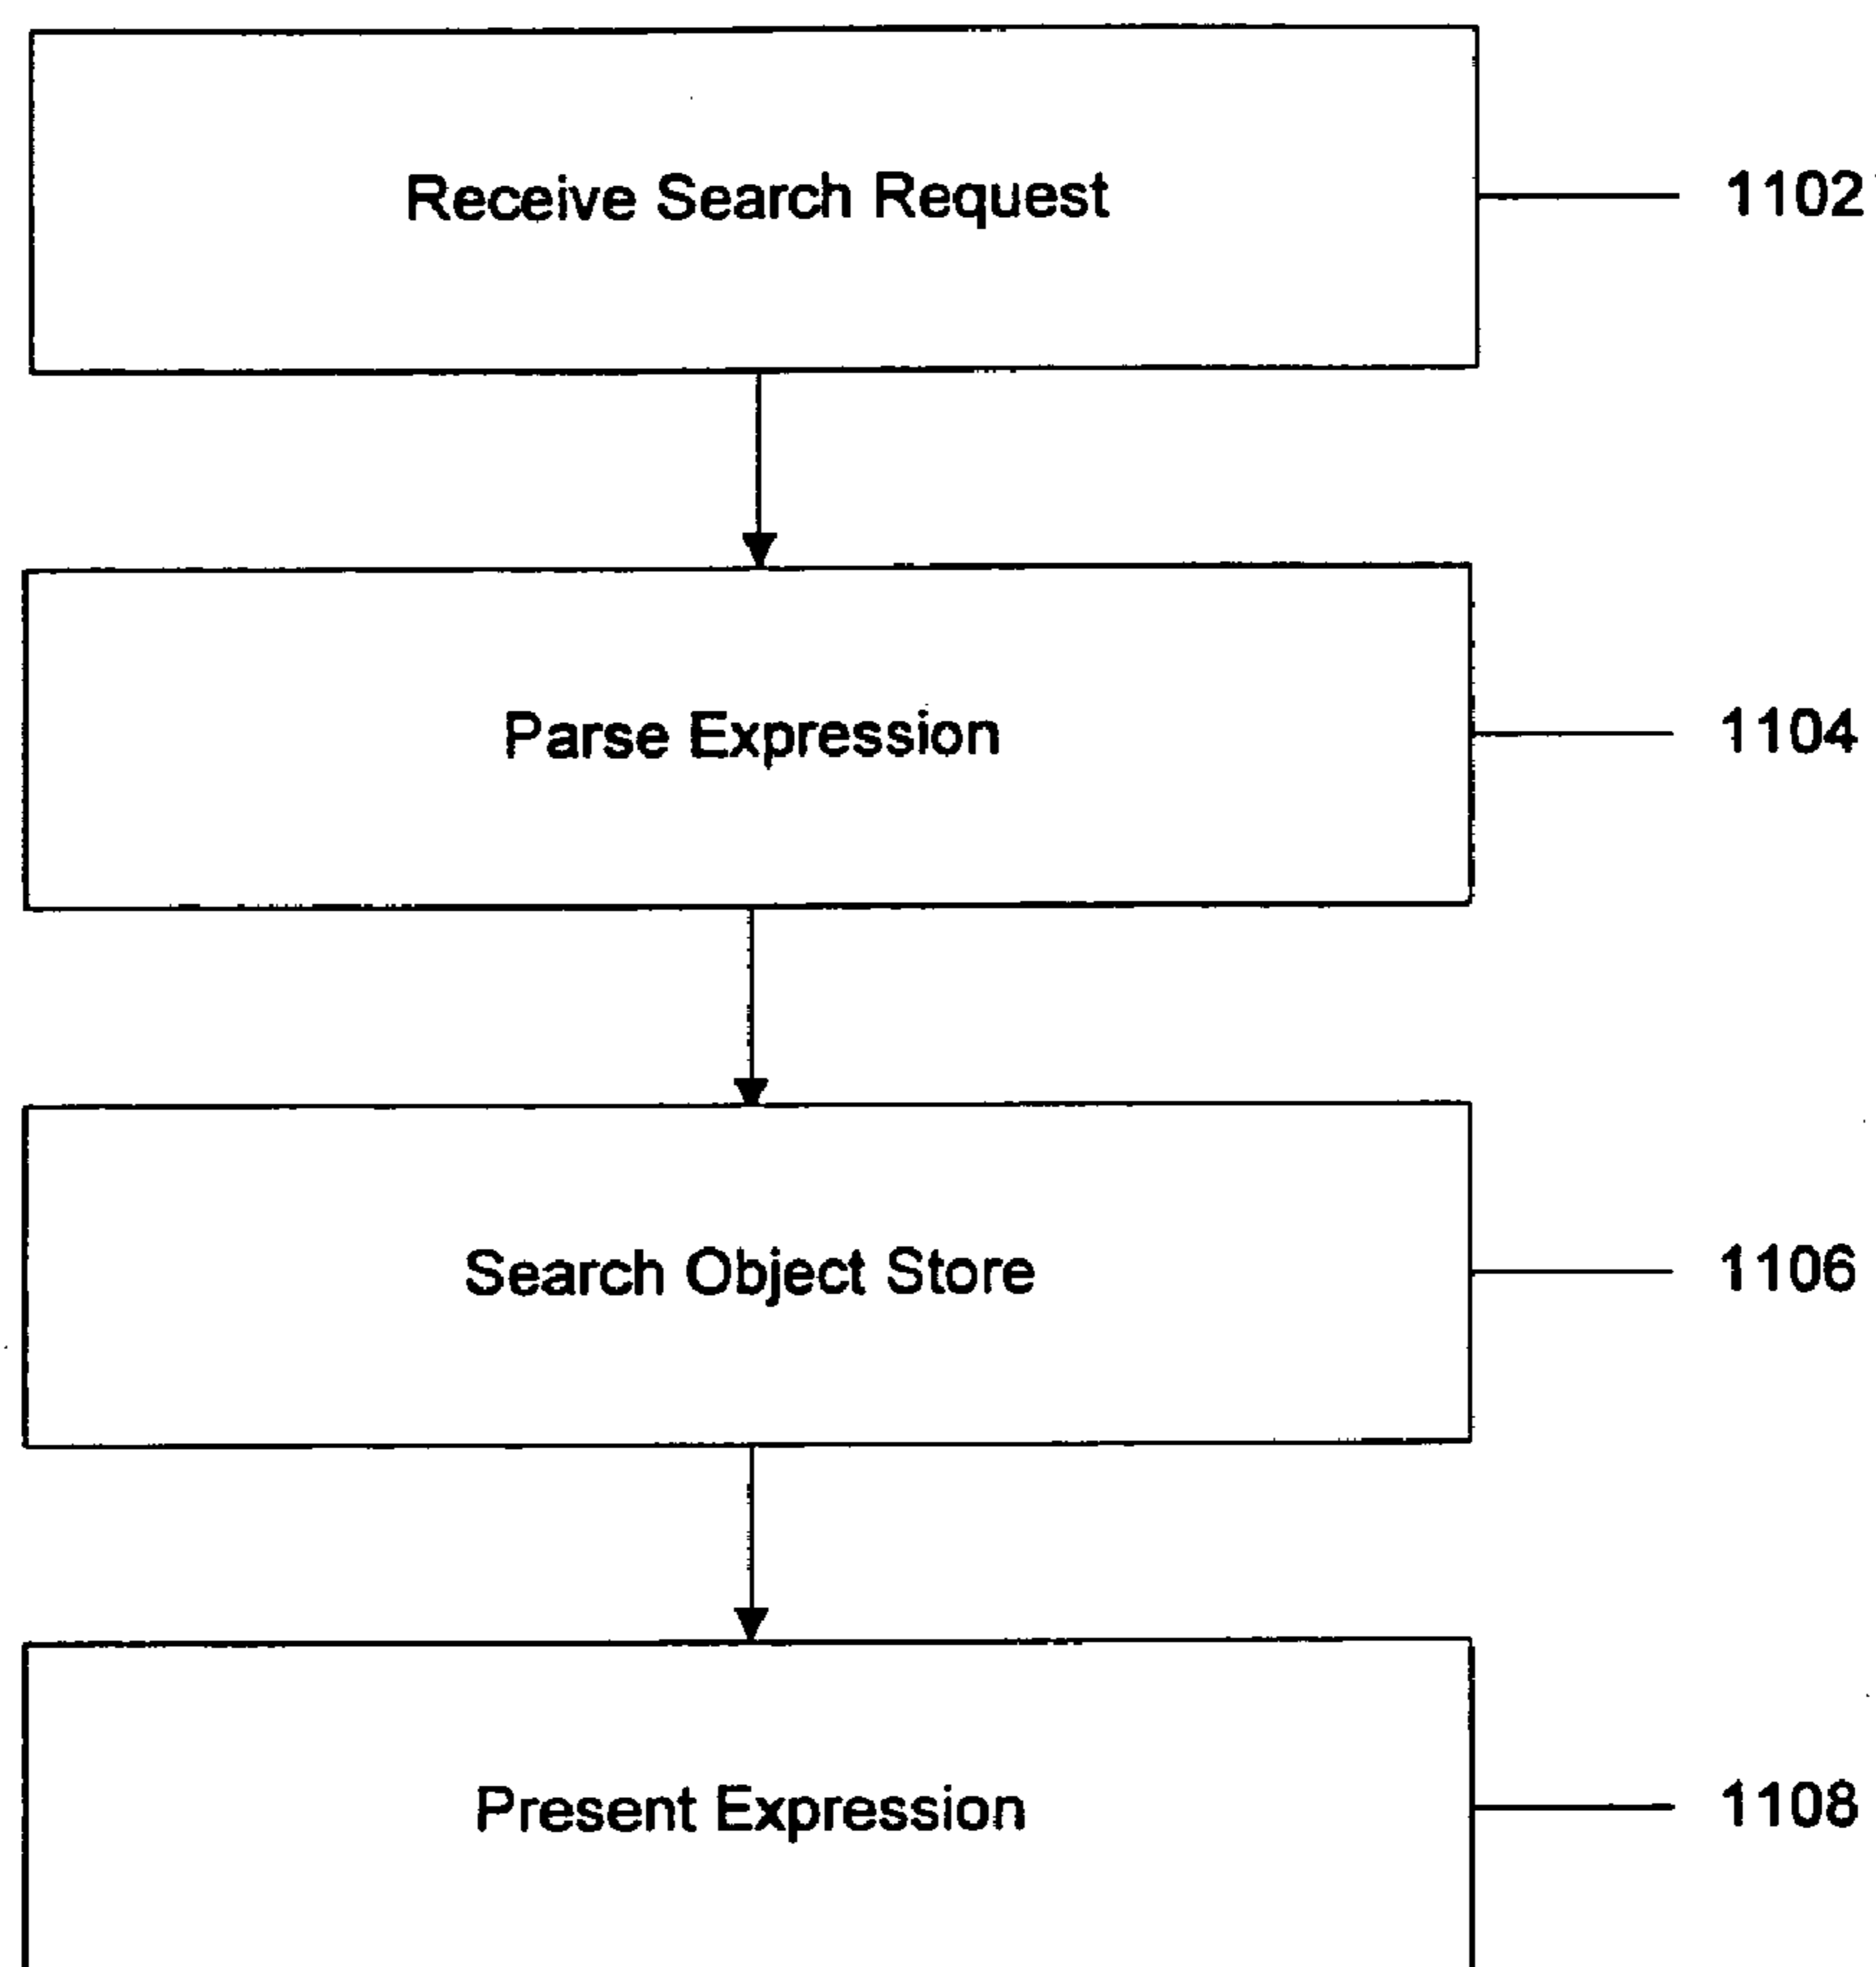 Receive Search Request
1102
Parse Expression
1104
Search Object Store
1106
Present Expression
1108